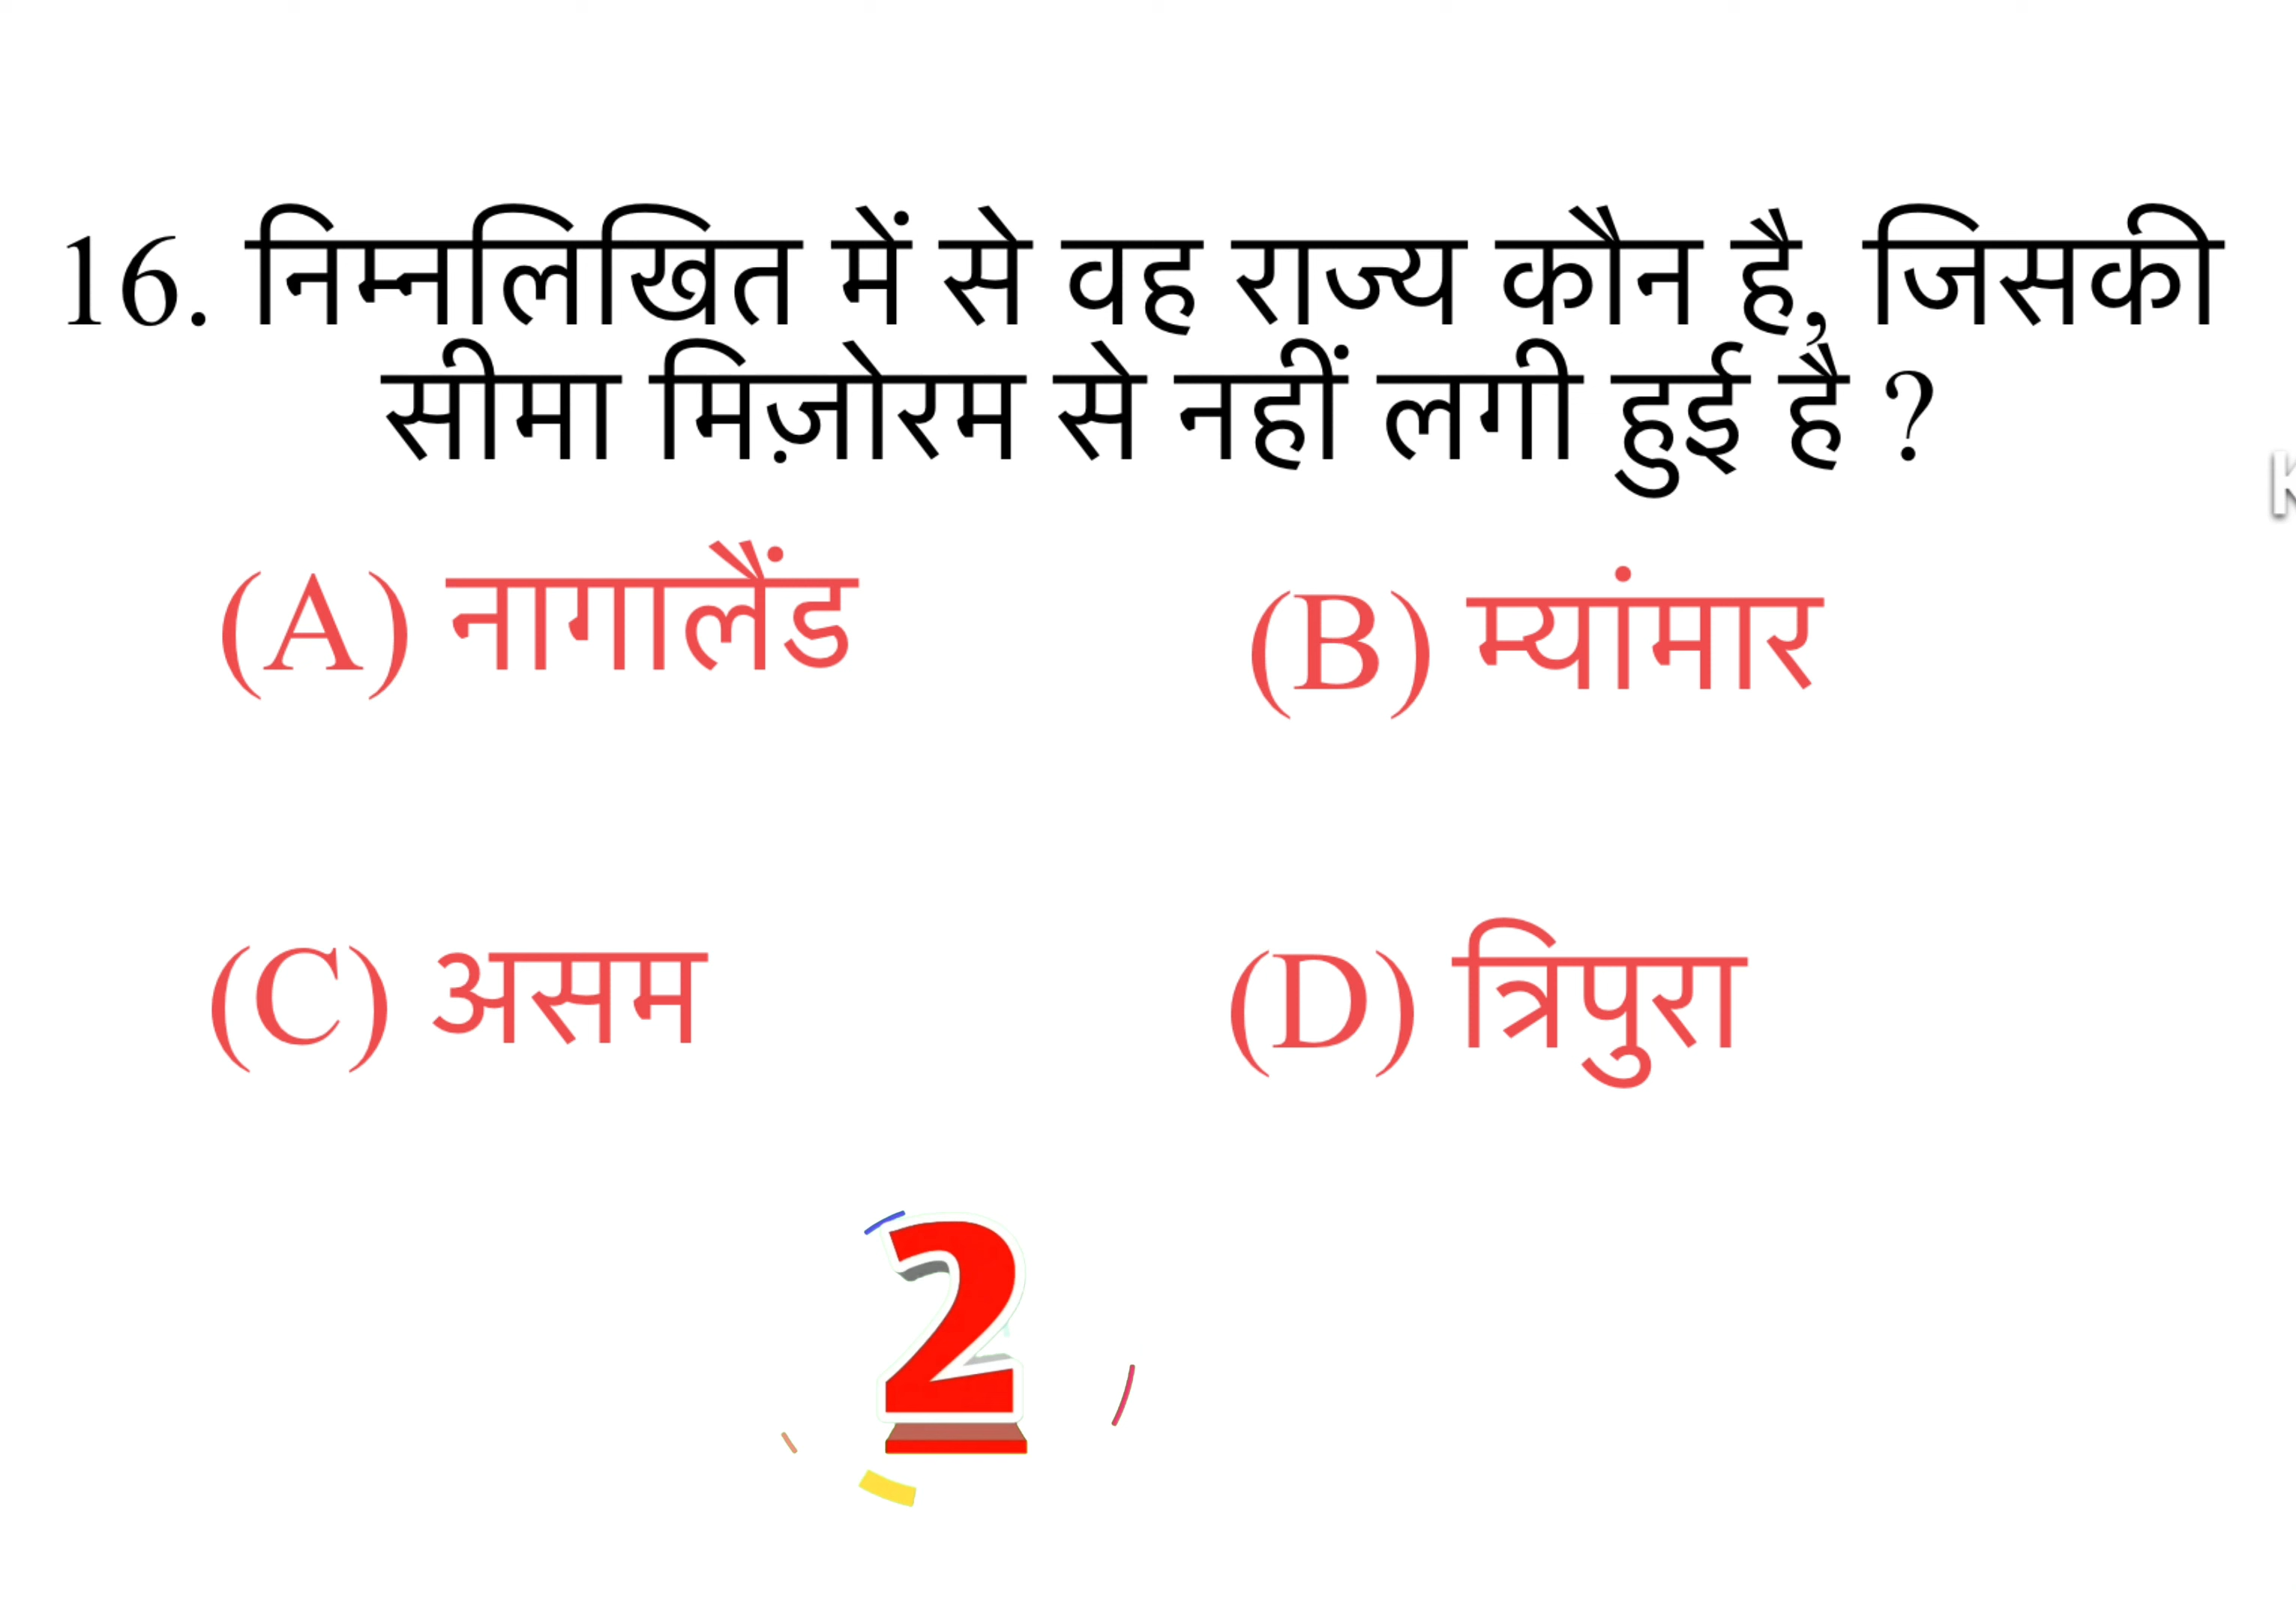 16. निम्नलिखित में से वह राज्य कौन है, जिसकी
सीमा मिज़ोरम से नहीं लगी हुई है ?
(A) नागालैंड (B) म्यांमार
(C) असम (D) त्रिपुरा
2